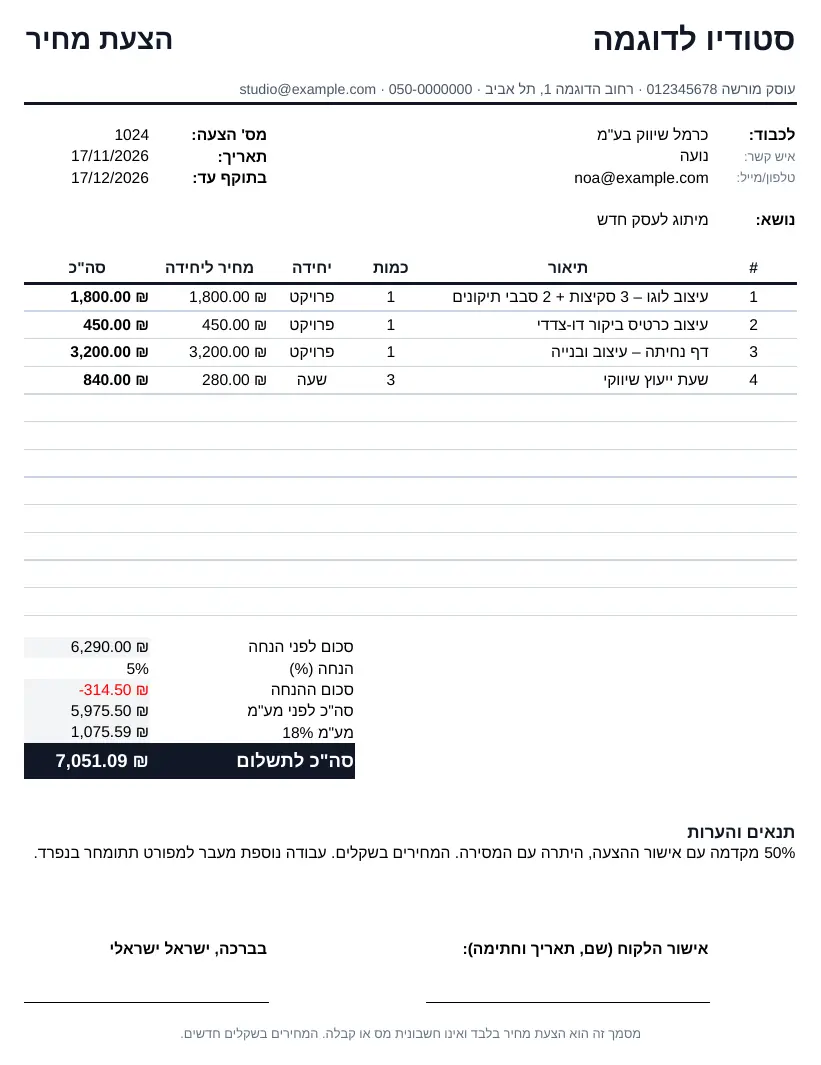 סטודיו לדוגמה הצעת מחיר
עוסק מורשה 012345678 · רחוב הדוגמה 1, תל אביב · 050-0000000 · studio@example.com
לכבוד: כרמל שיווק בע"מ מס' הצעה: 1024
איש קשר: נועה תאריך: 17/11/2026
טלפון/מייל: noa@example.com בתוקף עד: 17/12/2026
נושא: מיתוג לעסק חדש
# תיאור כמות יחידה מחיר ליחידה סה"כ
1 עיצוב לוגו – 3 סקיצות + 2 סבבי תיקונים 1 פרויקט 1,800.00 ₪ 1,800.00 ₪
2 עיצוב כרטיס ביקור דו-צדדי 1 פרויקט 450.00 ₪ 450.00 ₪
3 דף נחיתה – עיצוב ובנייה 1 פרויקט 3,200.00 ₪ 3,200.00 ₪
4 שעת ייעוץ שיווקי 3 שעה 280.00 ₪ 840.00 ₪
סכום לפני הנחה 6,290.00 ₪
הנחה (%) 5%
סכום ההנחה -314.50 ₪
סה"כ לפני מע"מ 5,975.50 ₪
מע"מ 18% 1,075.59 ₪
סה"כ לתשלום 7,051.09 ₪
תנאים והערות
50% מקדמה עם אישור ההצעה, היתרה עם המסירה. המחירים בשקלים. עבודה נוספת מעבר למפורט תתומחר בנפרד.
אישור הלקוח (שם, תאריך וחתימה): בברכה, ישראל ישראלי
מסמך זה הוא הצעת מחיר בלבד ואינו חשבונית מס או קבלה. המחירים בשקלים חדשים.